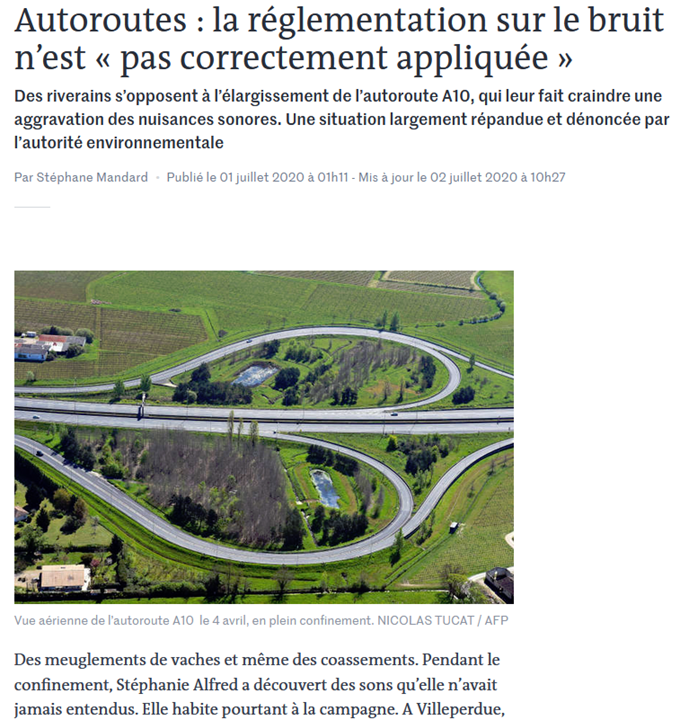 Autoroutes : la réglementation sur le bruit
n’est « pas correctement appliquée »
Des riverains s’opposent à l’élargissement de l’autoroute A10, qui leur fait craindre une
aggravation des nuisances sonores. Une situation largement répandue et dénoncée par
l’autorité environnementale
Par Stéphane Mandard • Publié le 01 juillet 2020 à 01h11 - Mis à jour le 02 juillet 2020 à 10h27
Vue aérienne de l’autoroute A10 le 4 avril, en plein confinement. NICOLAS TUCAT / AFP
Des meuglements de vaches et même des coassements. Pendant le
confinement, Stéphanie Alfred a découvert des sons qu’elle n’avait
jamais entendus. Elle habite pourtant à la campagne. A Villeperdue,